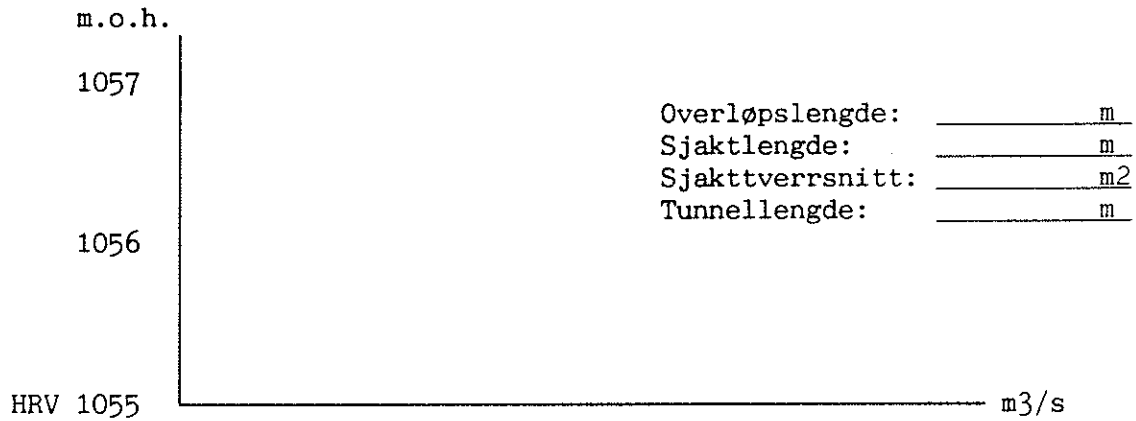 m.o.h.
1057
Overløpslengde: m
Sjaktlengde: m
Sjakttverrsnitt: m2
Tunnellengde: m
1056
HRV 1055
m3/s